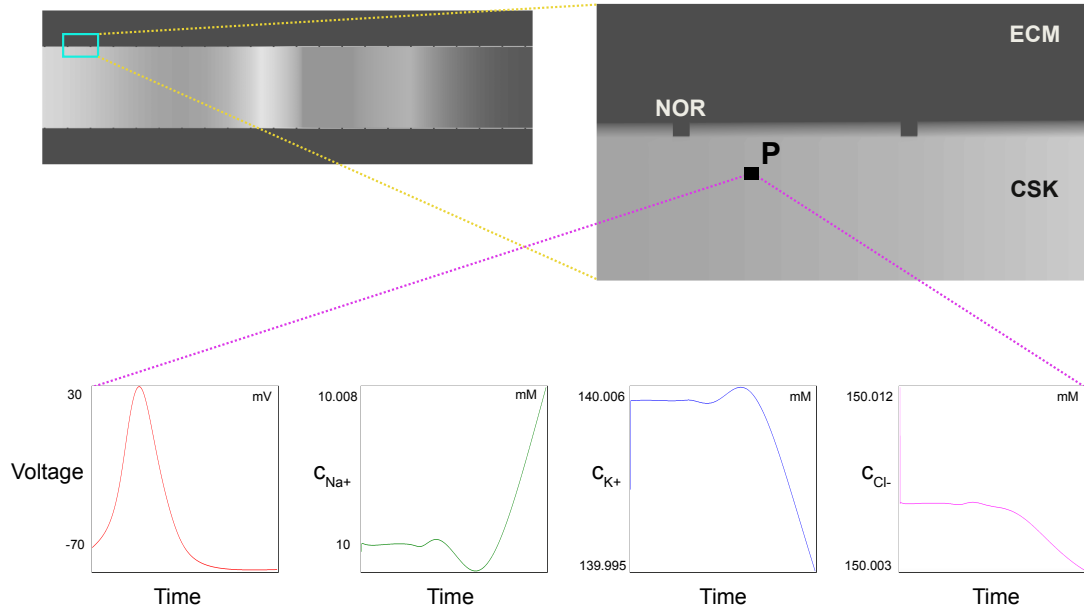 ECM
NOR
P
CSK
30
mV
Voltage
-70
Time
10.008
mM
CNa+
10
Time
140.006
mM
CK+
139.995
Time
150.012
mM
CCl-
150.003
Time